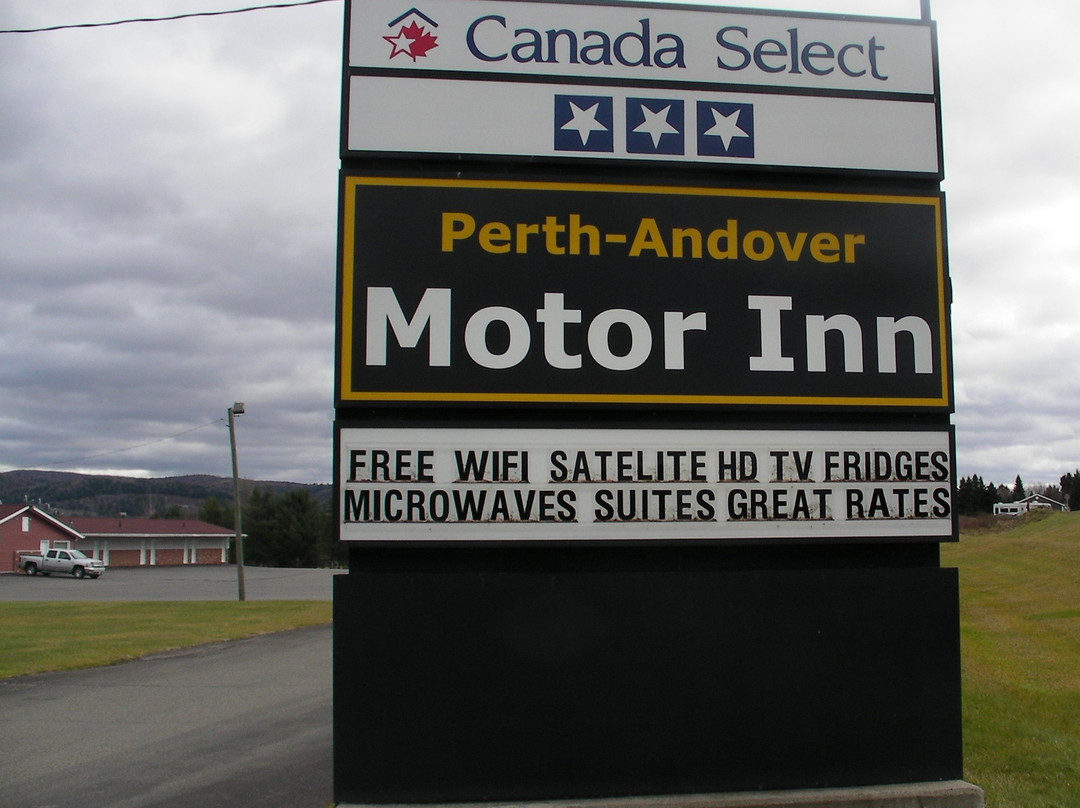 Canada Select
Perth-Andover
Motor Inn
FREE WIFI SATELITE HD TV FRIDGES
MICROWAVES SUITES GREAT RATES